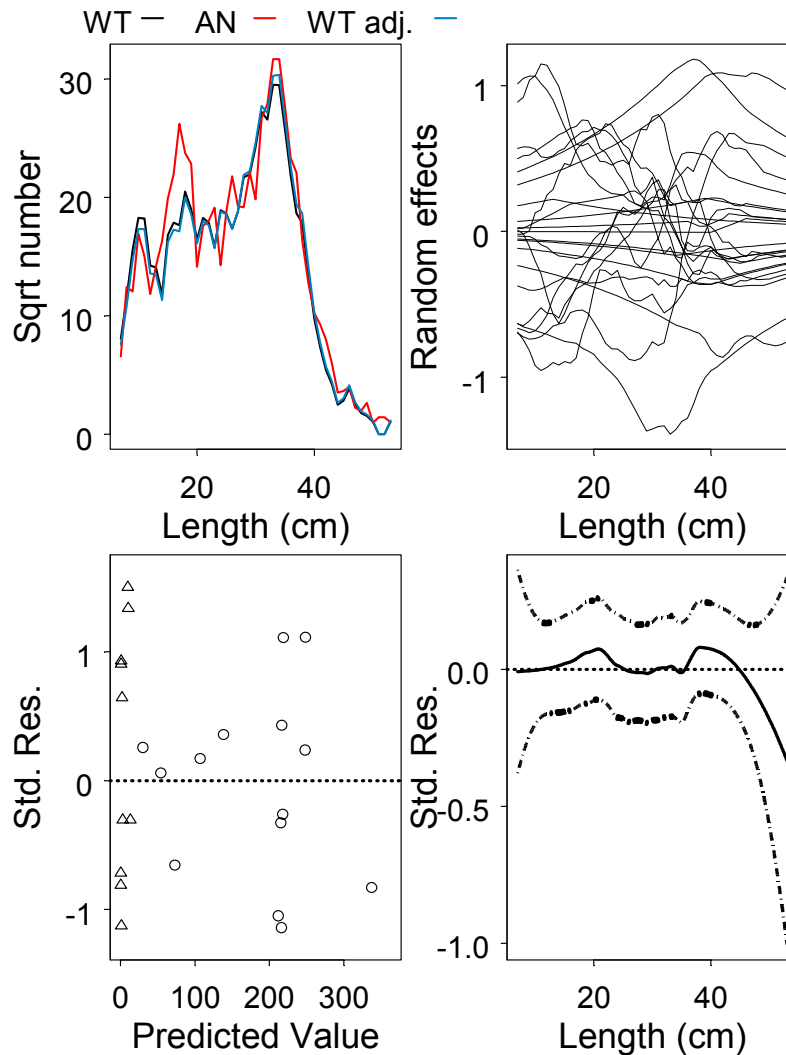 WT AN WT adj.
Sqrt number
30
20
10
0
20 40
Length (cm)
Random effects
1
0
-1
20 40
Length (cm)
Std. Res.
1
0
-1
0 100 200 300
Predicted Value
Std. Res.
0.0
-0.5
-1.0
20 40
Length (cm)